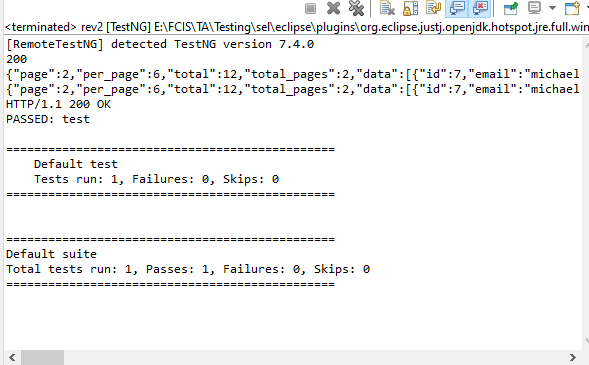 <terminated> rev2 [TestNG] E:\FCIS\TA\Testing\sel\eclipse\plugins\org.eclipse.justj.openjdk.hotspot.jre.full.win
[RemoteTestNG] detected TestNG version 7.4.0
200
{"page":2,"per_page":6,"total":12,"total_pages":2,"data":[{"id":7,"email":"michael
{"page":2,"per_page":6,"total":12,"total_pages":2,"data":[{"id":7,"email":"michael
HTTP/1.1 200 OK
PASSED: test
===============================================
Default test
Tests run: 1, Failures: 0, Skips: 0
===============================================
===============================================
Default suite
Total tests run: 1, Passes: 1, Failures: 0, Skips: 0
===============================================